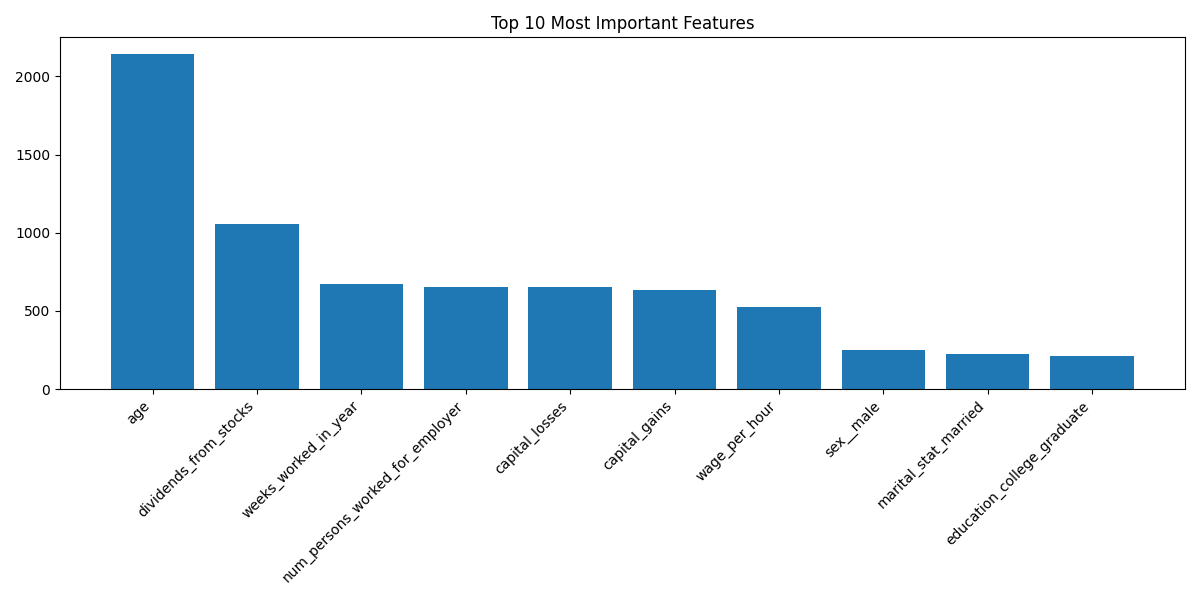 Top 10 Most Important Features
2000
1500
1000
500
0
age
dividends_from_stocks
weeks_worked_in_year
num_persons_worked_for_employer
capital_losses
capital_gains
wage_per_hour
sex__male
marital_stat_married
education_college_graduate